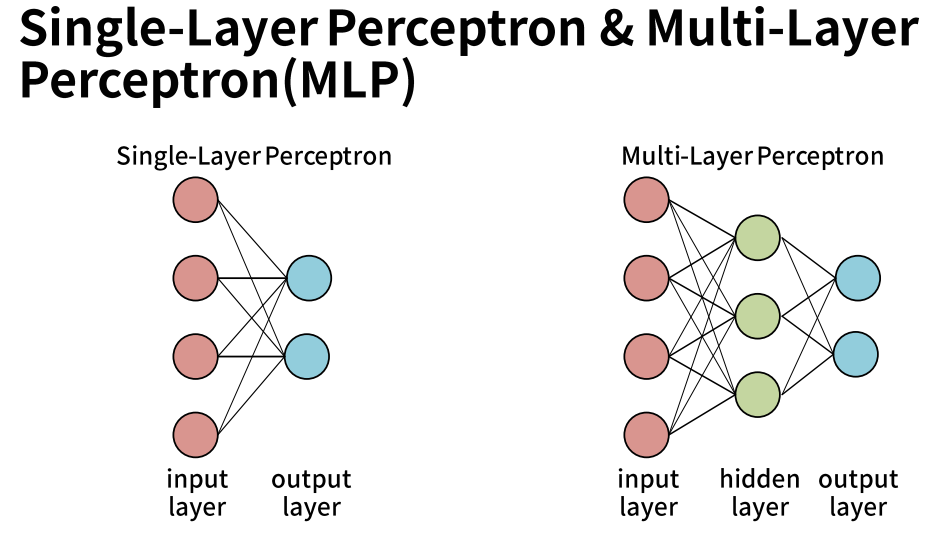 Single-Layer Perceptron & Multi-Layer
Perceptron(MLP)
Single-Layer Perceptron
Multi-Layer Perceptron
input
layer
output
layer
input
layer
hidden
layer
output
layer